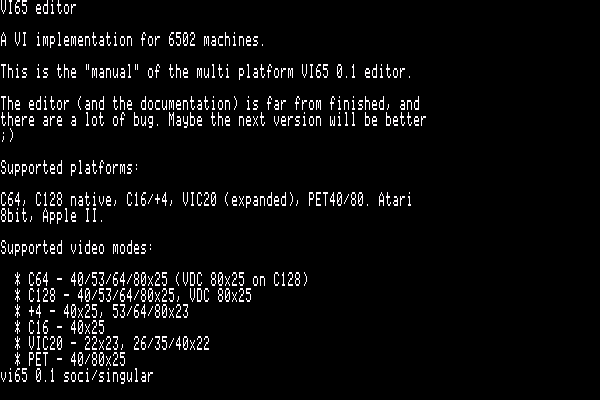 VI65 editor
A VI implementation for 6502 machines.
This is the "manual" of the multi platform VI65 0.1 editor.
The editor (and the documentation) is far from finished, and
there are a lot of bug. Maybe the next version will be better
;)
Supported platforms:
C64, C128 native, C16/+4, VIC20 (expanded), PET40/80. Atari
8bit, Apple II.
Supported video modes:
* C64 - 40/53/64/80x25 (VDC 80x25 on C128)
* C128 - 40/53/64/80x25, VDC 80x25
* +4 - 40x25, 53/64/80x23
* C16 - 40x25
* VIC20 - 22x23, 26/35/40x22
* PET - 40/80x25
vi65 0.1 soci/singular